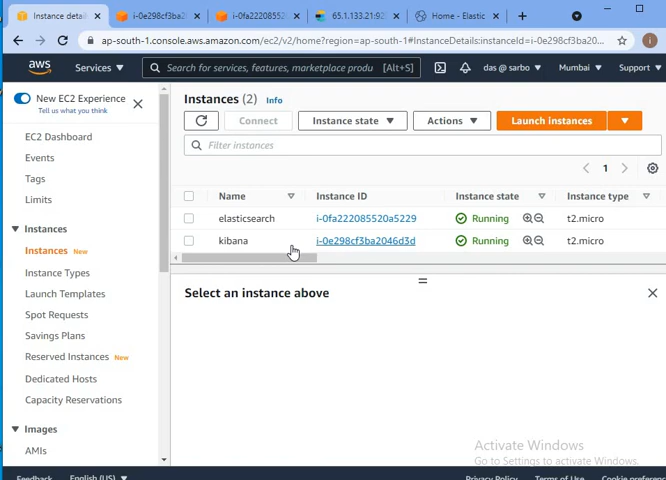 Instance deta
i-0e298cf3ba2
i-0fa2220855
65.1.133.21:92
Home - Elastic
ap-south-1.console.aws.amazon.com/ec2/v2/home?region=ap-south-1#InstanceDetails:instanceId=i-0e298cf3ba20...
aws
Services
Search for services, features, marketplace produ [Alt+S]
das @ sarbo
Mumbai
Support
New EC2 Experience
Tell us what you think
EC2 Dashboard
Events
Tags
Limits
Instances
Instances New
Instance Types
Launch Templates
Spot Requests
Savings Plans
Reserved Instances New
Dedicated Hosts
Capacity Reservations
Images
AMIs
Instances (2) Info
Connect
Instance state
Actions
Launch instances
Filter instances
1
Name Instance ID Instance state Instance type
elasticsearch i-0fa222085520a5229 Running t2.micro
kibana i-0e298cf3ba2046d3d Running t2.micro
Select an instance above
Activate Windows
Go to Settings to activate Windows.
Feedback English (US) Privacy Policy Terms of Use Cookie preferenc